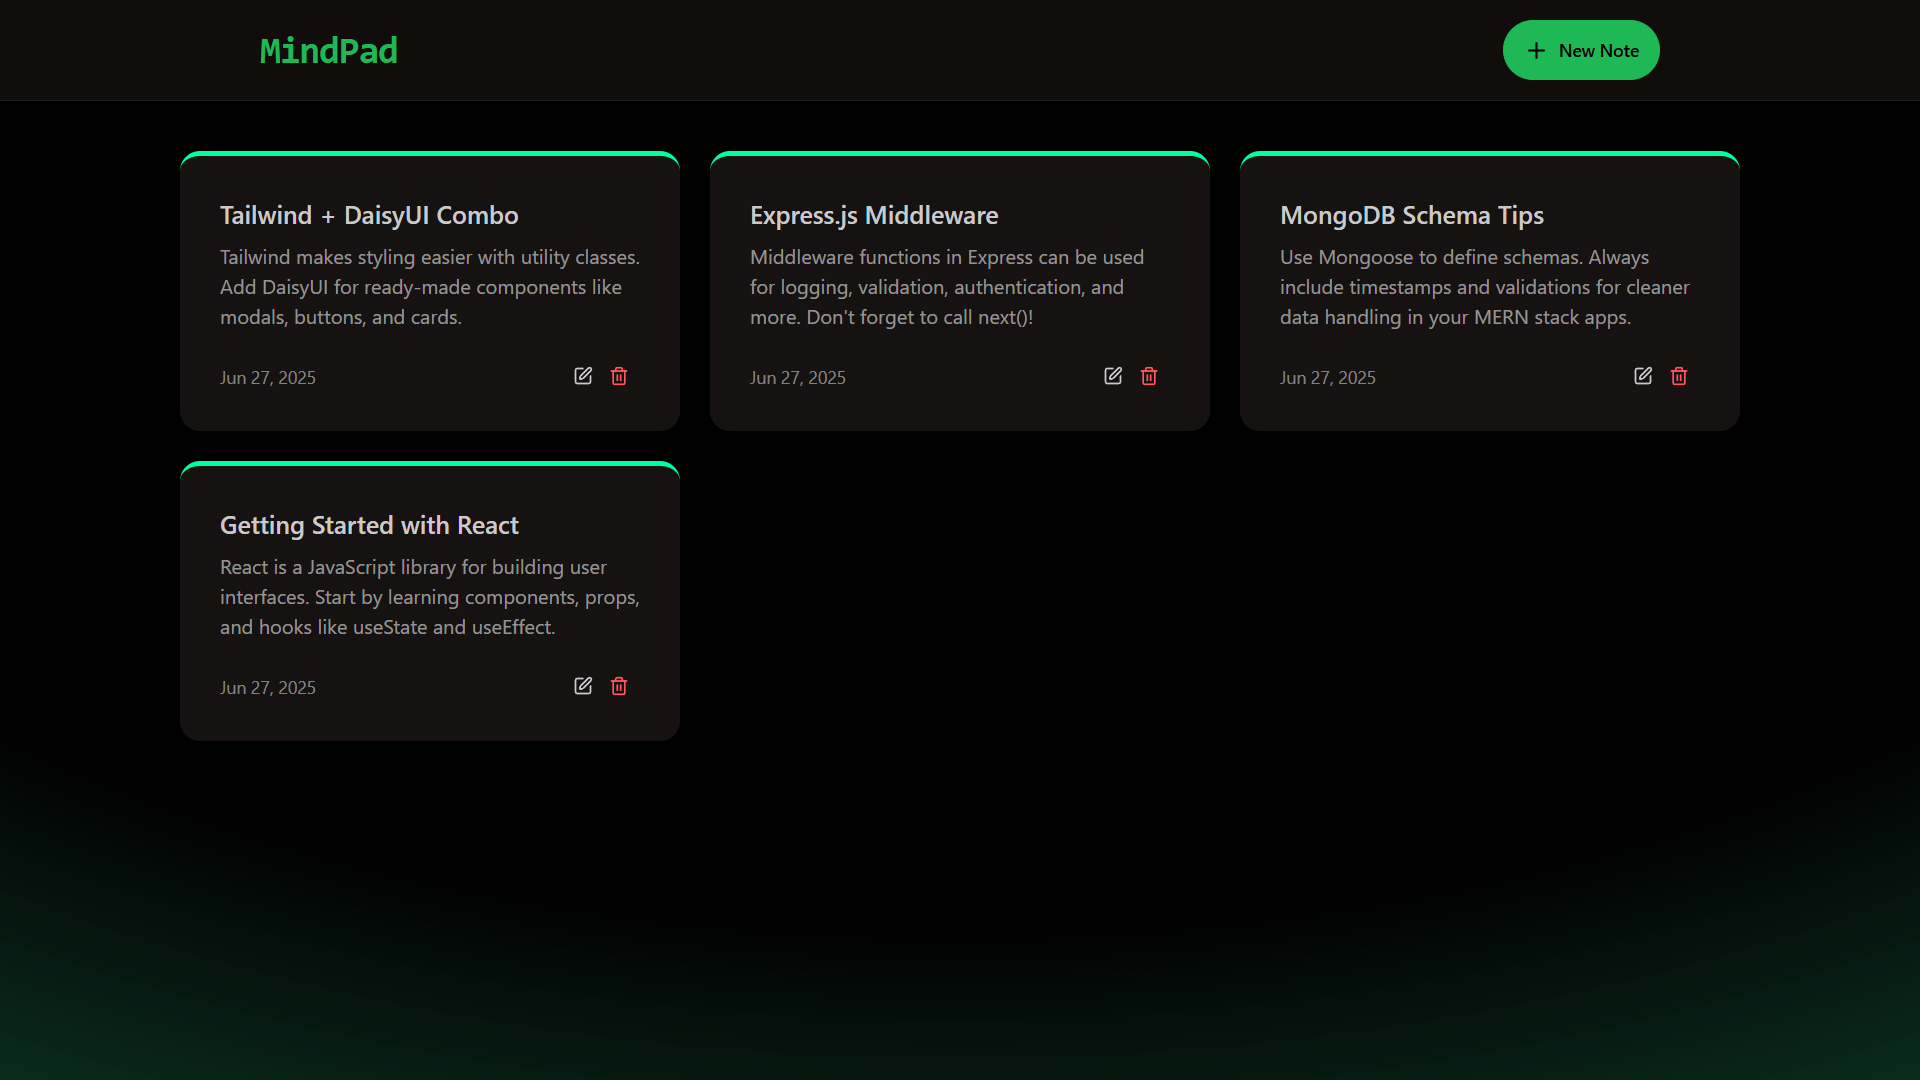 MindPad
New Note
Tailwind + DaisyUI Combo
Tailwind makes styling easier with utility classes.
Add DaisyUI for ready-made components like
modals, buttons, and cards.
Jun 27, 2025
Express.js Middleware
Middleware functions in Express can be used
for logging, validation, authentication, and
more. Don't forget to call next()!
Jun 27, 2025
MongoDB Schema Tips
Use Mongoose to define schemas. Always
include timestamps and validations for cleaner
data handling in your MERN stack apps.
Jun 27, 2025
Getting Started with React
React is a JavaScript library for building user
interfaces. Start by learning components, props,
and hooks like useState and useEffect.
Jun 27, 2025